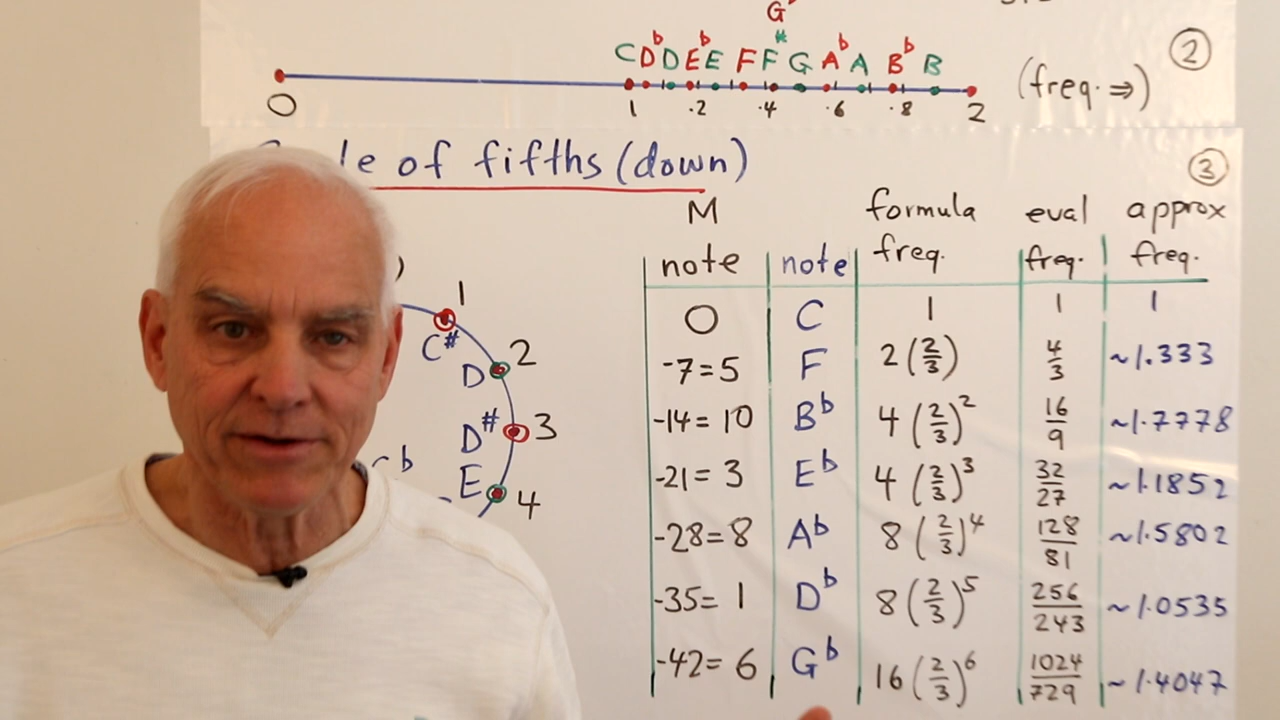 G♭
C D♭ D E♭ E F F# G A♭ A B♭ B
②
0 1 ·2 ·4 ·6 ·8 2
(freq. ⇒)
of fifths (down)
③
M note | note | formula freq. | eval freq. | approx freq.
0 | C | 1 | 1 | 1
-7=5 | F | 2(2/3) | 4/3 | ~1.333
-14=10 | B♭ | 4(2/3)² | 16/9 | ~1.7778
-21=3 | E♭ | 4(2/3)³ | 32/27 | ~1.1852
-28=8 | A♭ | 8(2/3)⁴ | 128/81 | ~1.5802
-35=1 | D♭ | 8(2/3)⁵ | 256/243 | ~1.0535
-42=6 | G♭ | 16(2/3)⁶ | 1024/729 | ~1.4047
1
C#
2
D
D# 3
E 4